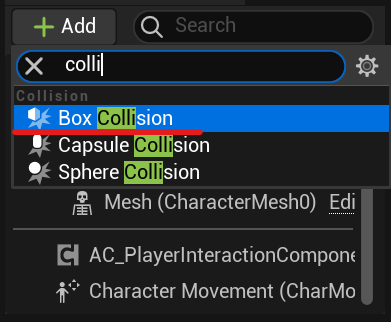 Add
Search
colli
Collision
Box Collision
Capsule Collision
Sphere Collision
Mesh (CharacterMesh0) Edi
AC_PlayerInteractionCompone
Character Movement (CharMo